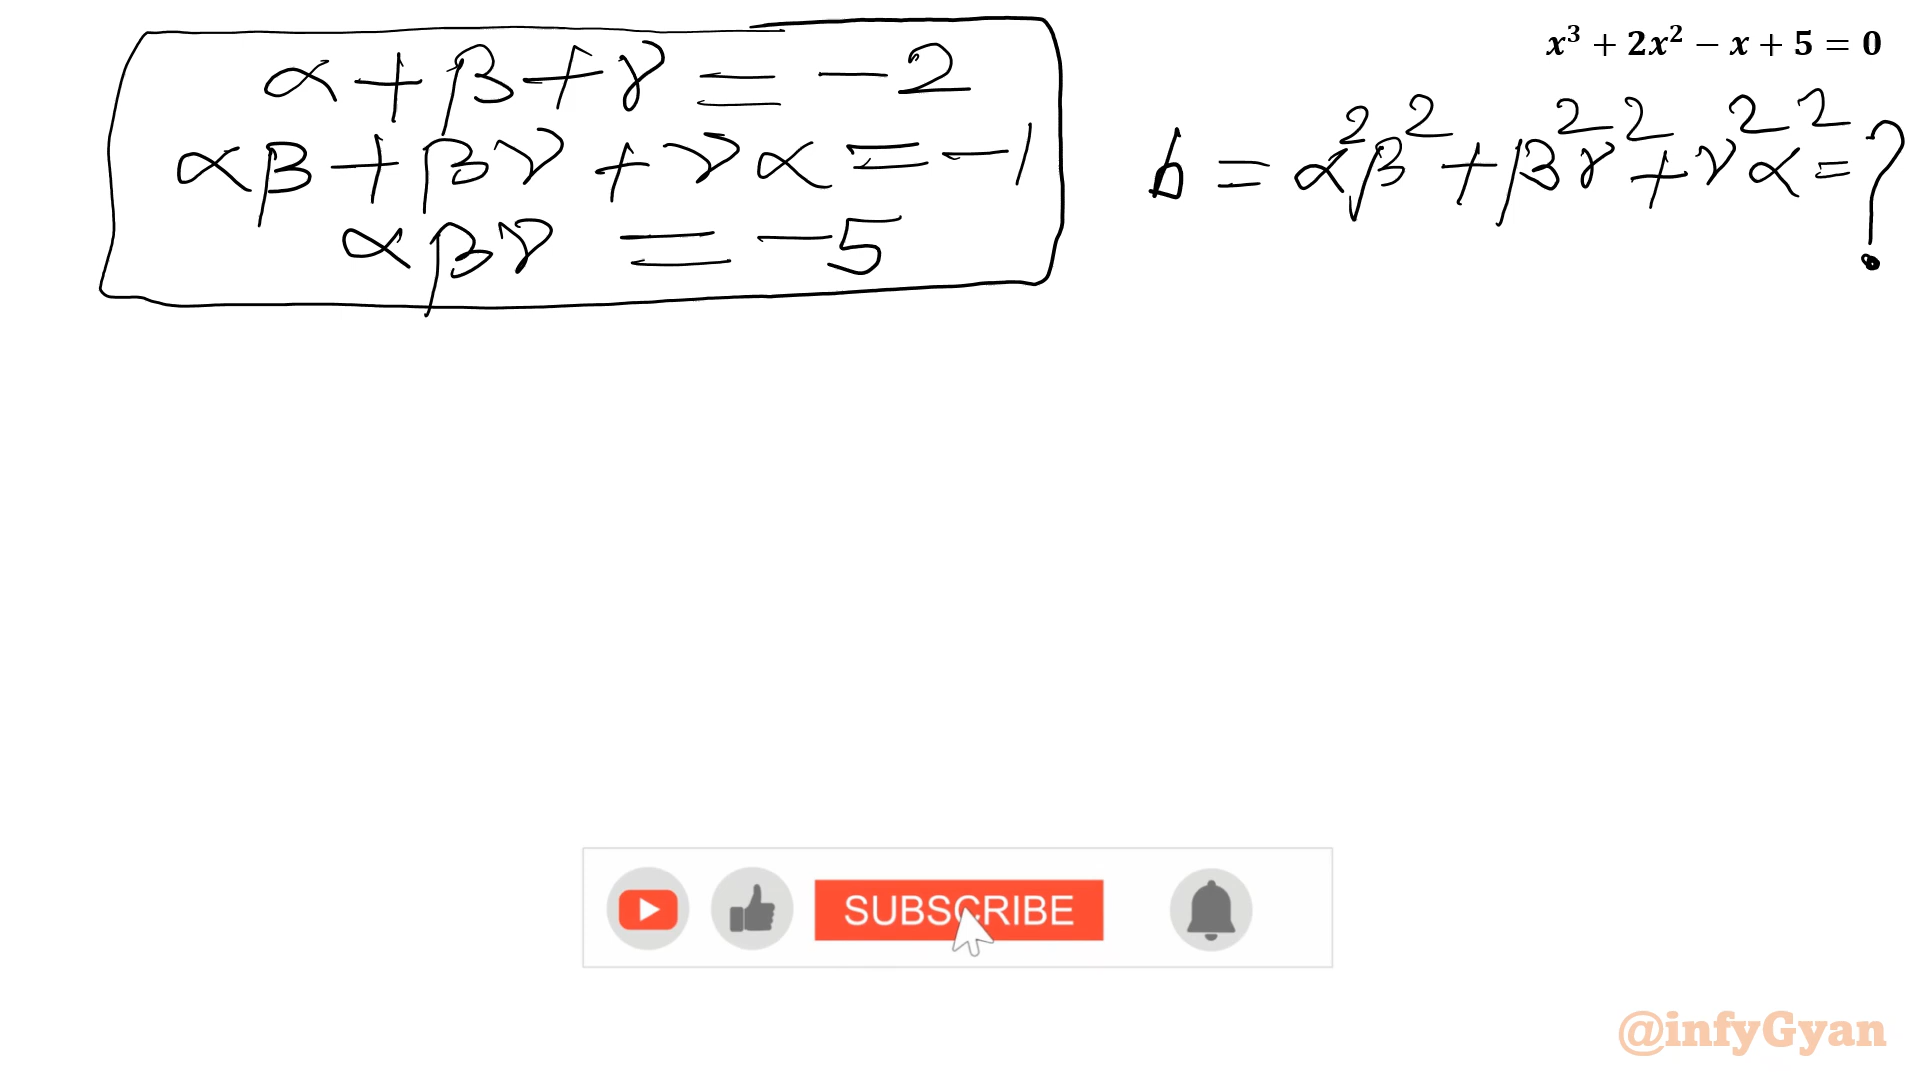 α + β + γ = -2
αβ + βγ + γα = -1
αβγ = -5
x³ + 2x² − x + 5 = 0
b = α²β² + β²γ² + γ²α² = ?
SUBSCRIBE
@infyGyan